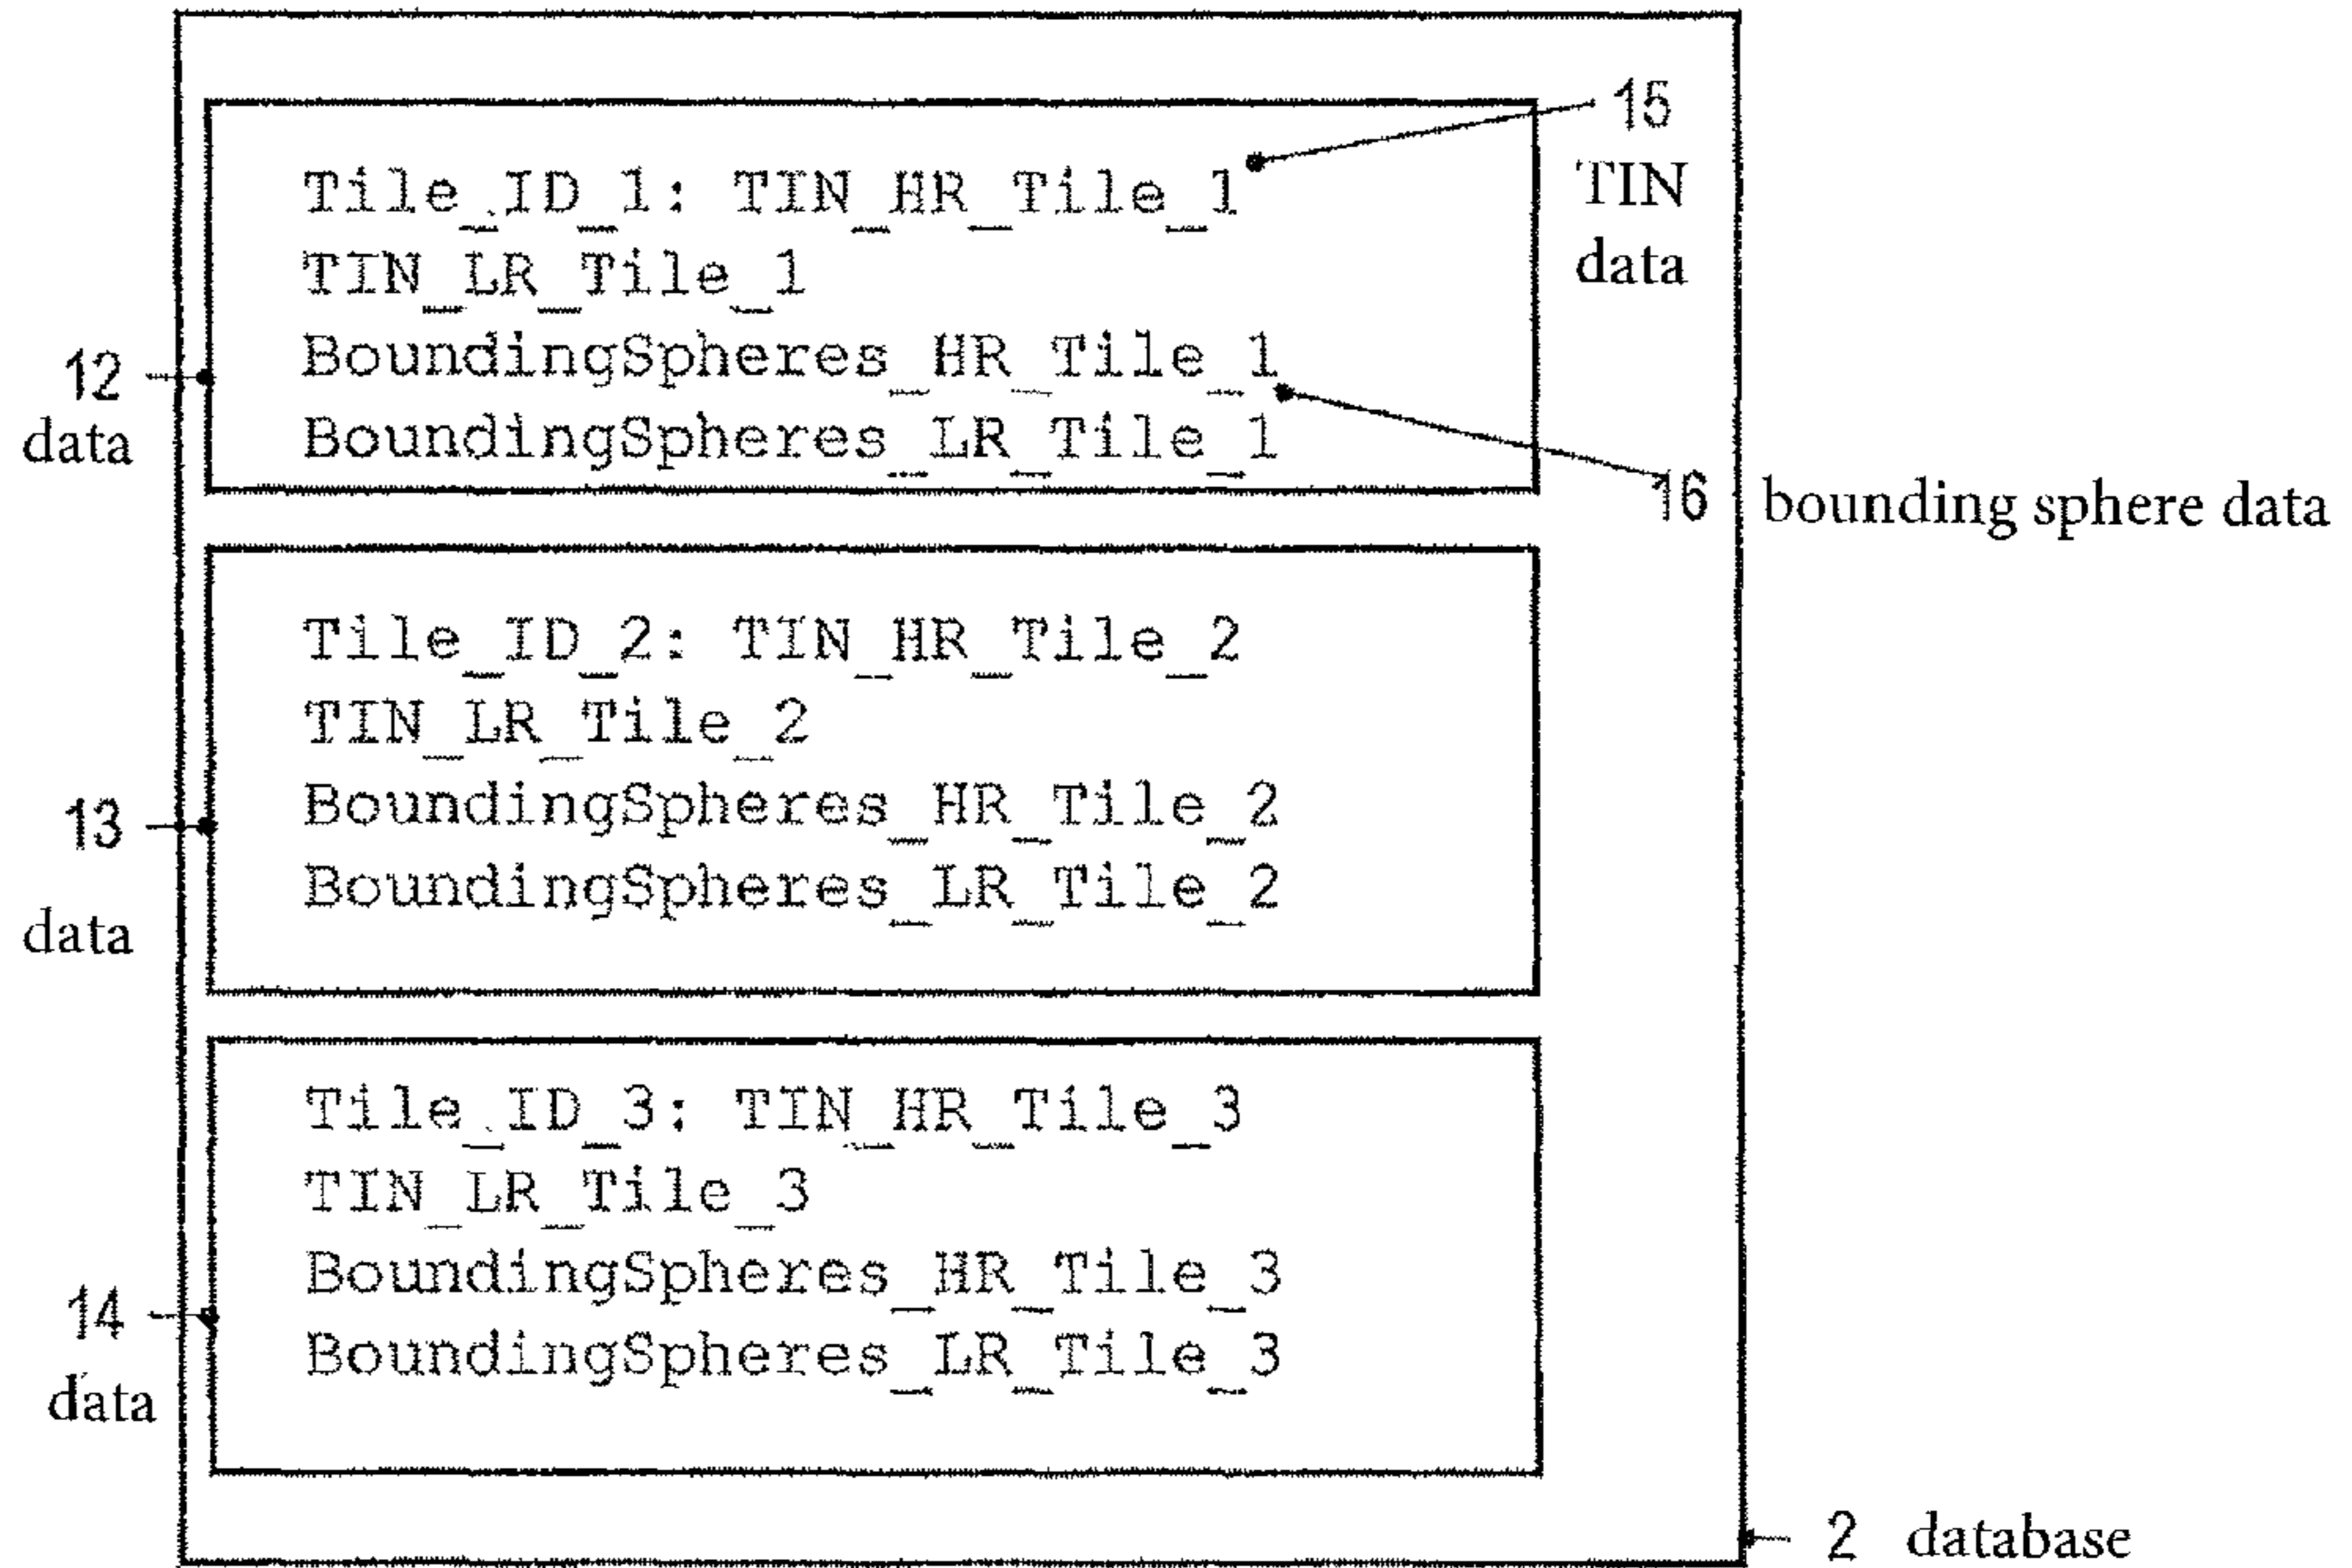 15
TIN
data
Tile_ID_1: TIN_HR_Tile_1
TIN_LR_Tile_1
BoundingSpheres_HR_Tile_1
BoundingSpheres_LR_Tile_1
12
data
16 bounding sphere data
Tile_ID_2: TIN_HR_Tile_2
TIN_LR_Tile_2
BoundingSpheres_HR_Tile_2
BoundingSpheres_LR_Tile_2
13
data
Tile_ID_3: TIN_HR_Tile_3
TIN_LR_Tile_3
BoundingSpheres_HR_Tile_3
BoundingSpheres_LR_Tile_3
14
data
2 database